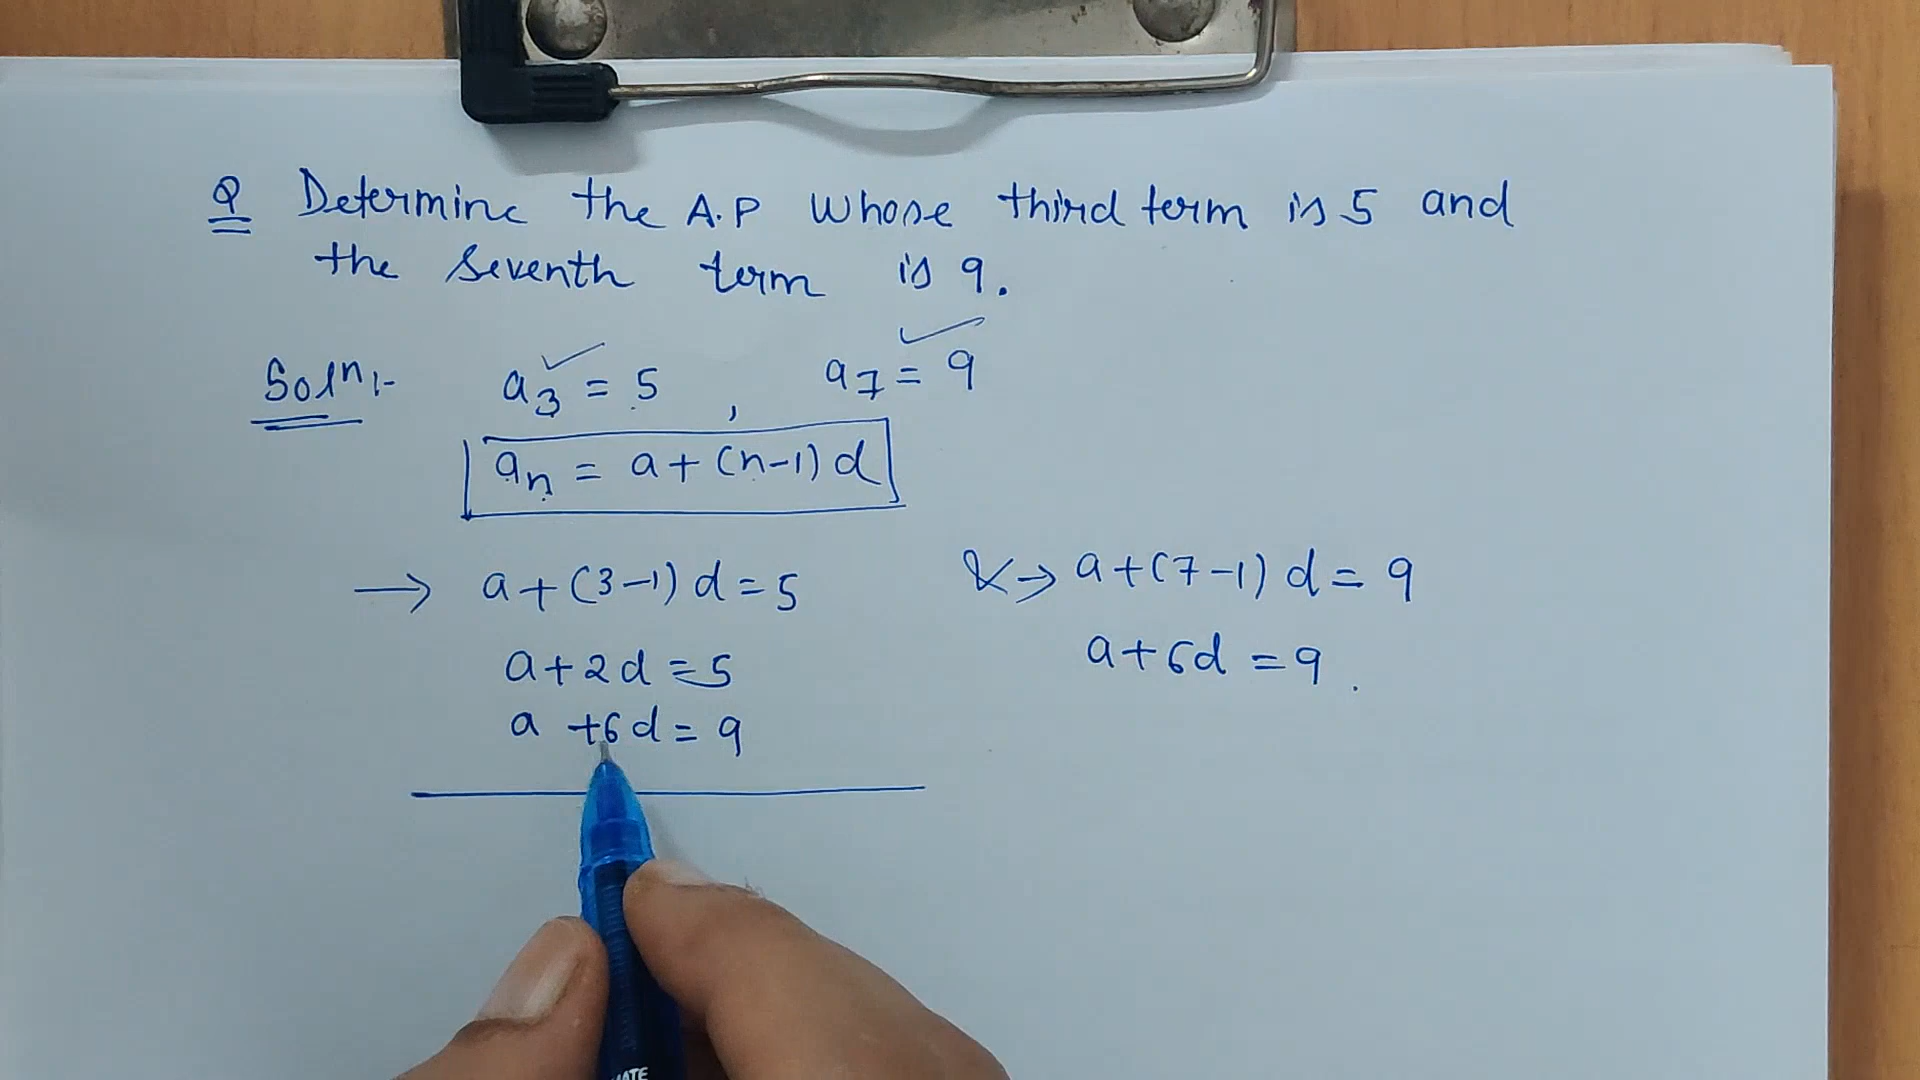 Q Determine the A.P whose third term is 5 and
the seventh term is 9.
Solⁿ:- a₃ = 5 , a₇ = 9
aₙ = a + (n-1) d
→ a + (3-1) d = 5
a + 2d = 5
a + 6d = 9
& → a + (7-1) d = 9
a + 6d = 9 .